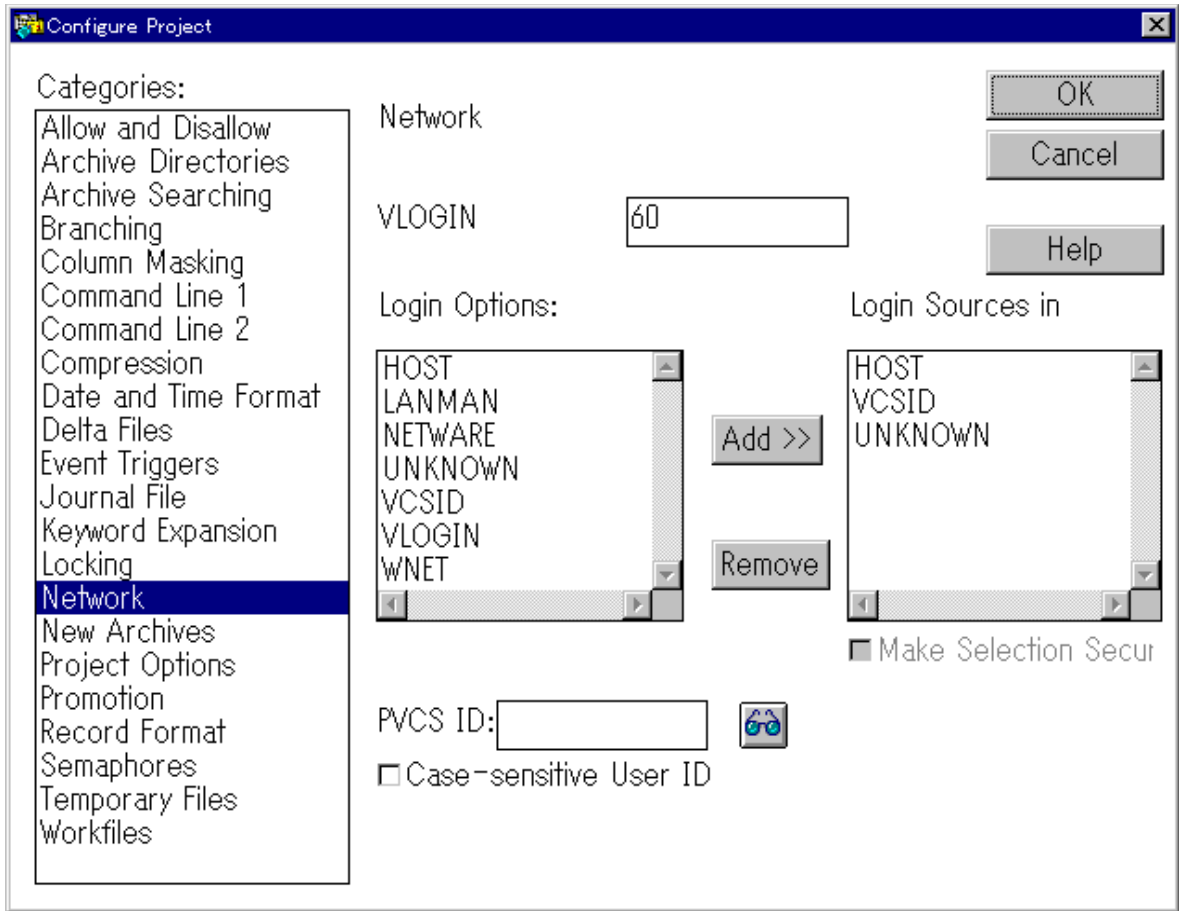 Configure Project
Categories:
Allow and Disallow
Archive Directories
Archive Searching
Branching
Column Masking
Command Line 1
Command Line 2
Compression
Date and Time Format
Delta Files
Event Triggers
Journal File
Keyword Expansion
Locking
Network
New Archives
Project Options
Promotion
Record Format
Semaphores
Temporary Files
Workfiles
Network
VLOGIN
60
Login Options:
HOST
LANMAN
NETWARE
UNKNOWN
VCSID
VLOGIN
WNET
Add >>
Remove
PVCS ID:
Case-sensitive User ID
OK
Cancel
Help
Login Sources in
HOST
VCSID
UNKNOWN
Make Selection Secur